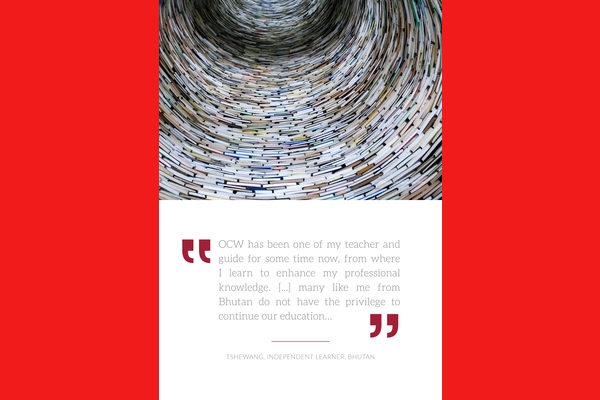 OCW has been one of my teacher and
guide for some time now, from where
I learn to enhance my professional
knowledge. [...] many like me from
Bhutan do not have the privilege to
continue our education...
TSHEWANG, INDEPENDENT LEARNER, BHUTAN